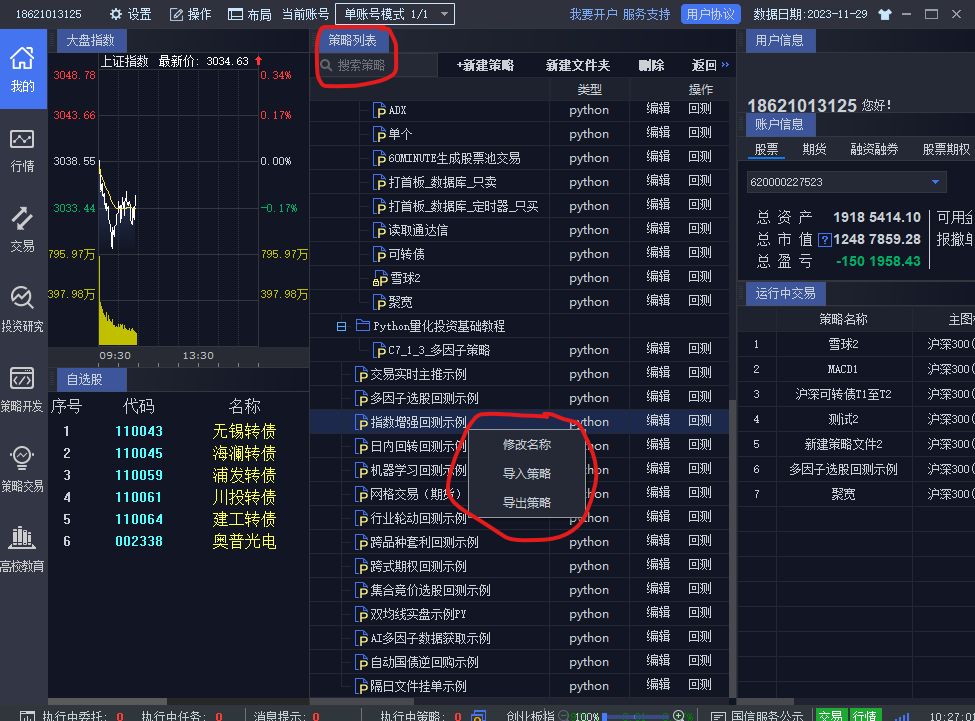 18621013125 设置 操作 布局 当前账号 单账号模式 1/1 我要开户 服务支持 用户协议 数据日期:2023-11-29
我的
行情
交易
投资研究
策略开发
策略交易
高校教育
大盘指数
上证指数 最新价: 3034.63
3048.78 0.34%
3043.66 0.17%
3038.55 0.00%
3033.44 -0.17%
795.97万 795.97万
397.98万 397.98万
09:30 13:30
自选股
序号 代码 名称
1 110043 无锡转债
2 110045 海澜转债
3 110059 浦发转债
4 110061 川投转债
5 110064 建工转债
6 002338 奥普光电
策略列表
搜索策略 +新建策略 新建文件夹 删除 返回 »
类型 操作
ADX python 编辑 回测
单个 python 编辑 回测
60MINUTE生成股票池交易 python 编辑 回测
打首板_数据库_只卖 python 编辑 回测
打首板_数据库_定时器_只买 python 编辑 回测
读取通达信 python 编辑 回测
可转债 python 编辑 回测
雪球2 python 编辑 回测
聚宽 python 编辑 回测
Python量化投资基础教程
C7_1_3_多因子策略 python 编辑 回测
交易实时主推示例 python 编辑 回测
多因子选股回测示例 python 编辑 回测
指数增强回测示例 python 编辑 回测
日内回转回测示例 编辑 回测
机器学习回测示例 编辑 回测
网格交易（期货） 编辑 回测
行业轮动回测示例 python 编辑 回测
跨品种套利回测示例 python 编辑 回测
跨式期权回测示例 python 编辑 回测
集合竞价选股回测示例 python 编辑 回测
双均线实盘示例PY python 编辑 回测
AI多因子数据获取示例 python 编辑 回测
自动国债逆回购示例 python 编辑 回测
隔日文件挂单示例 python 编辑 回测
修改名称
导入策略
导出策略
用户信息
18621013125 您好!
账户信息
股票 期货 融资融券 股票期权
620000227523
总 资 产 1918 5414.10 可用
总 市 值 ? 1248 7859.28 报撤
总 盈 亏 -150 1958.43
运行中交易
策略名称 主图
1 雪球2 沪深300(
2 MACD1 沪深300(
3 沪深可转债T1至T2 沪深300(
4 测试2 沪深300(
5 新建策略文件2 沪深300(
6 多因子选股回测示例 沪深300(
7 聚宽 沪深300(
执行中委托: 0 执行中任务: 0 消息提示: 0 执行中策略: 0 创业板指 100% 国信服务公示 交易 行情 10:27:0